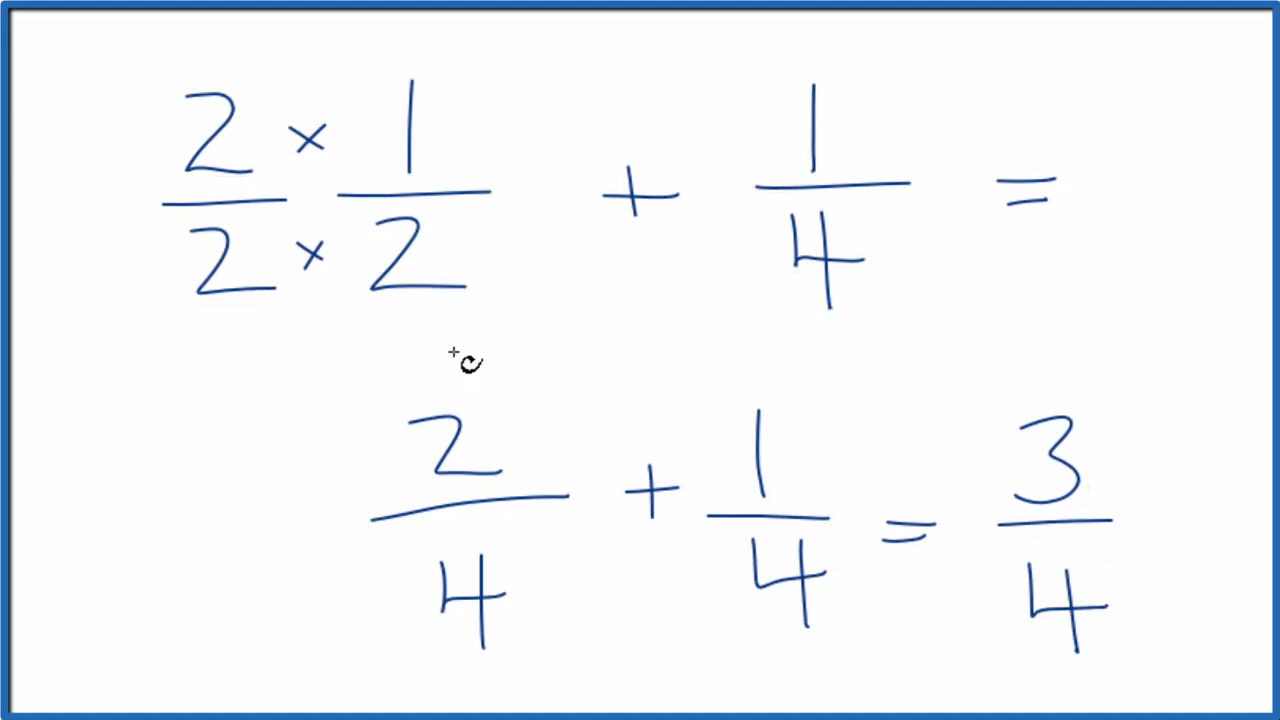 2/2 × 1/2 + 1/4 =
2/4 + 1/4 = 3/4